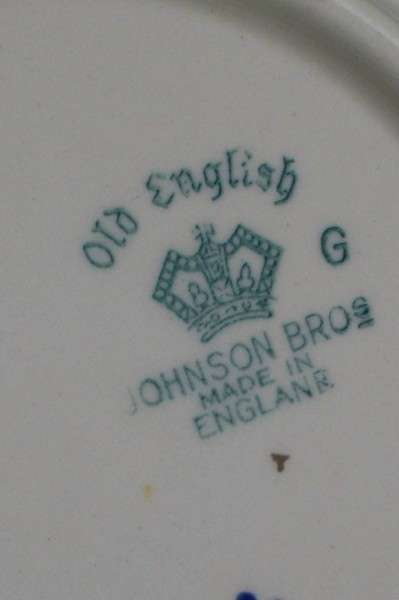 Old English
G
JOHNSON BROS
MADE IN
ENGLAND